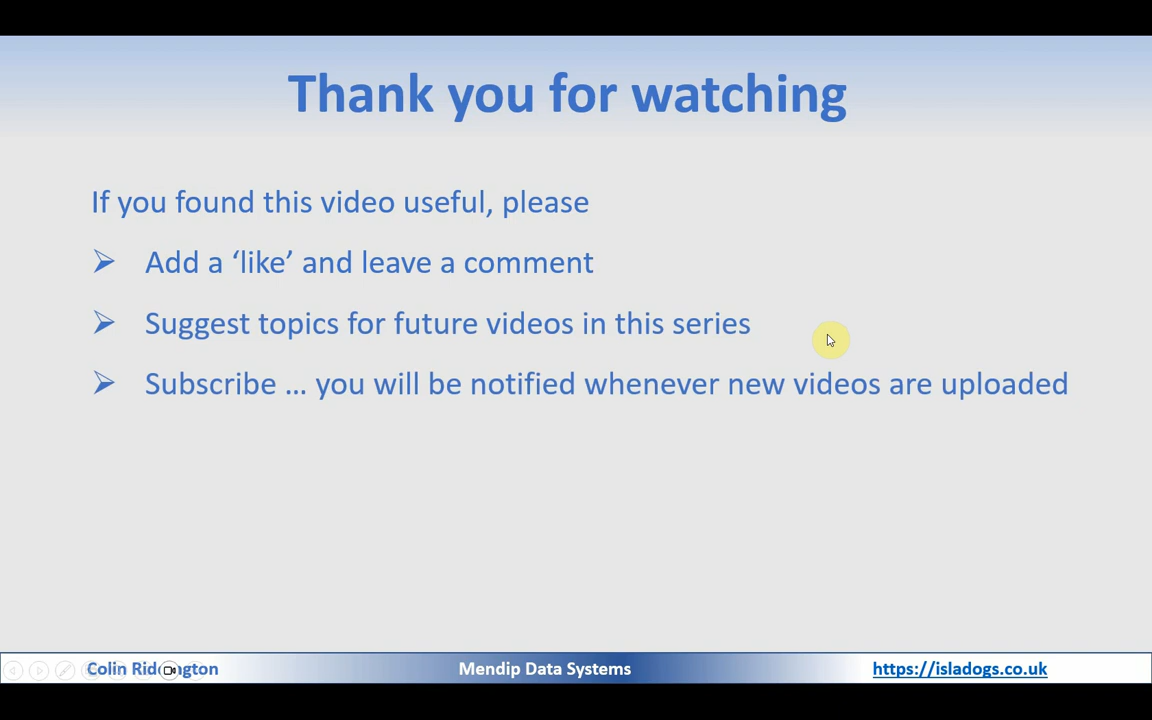 Thank you for watching
If you found this video useful, please
➢ Add a ‘like’ and leave a comment
➢ Suggest topics for future videos in this series
➢ Subscribe ... you will be notified whenever new videos are uploaded
Colin
Mendip Data Systems
https://isladogs.co.uk